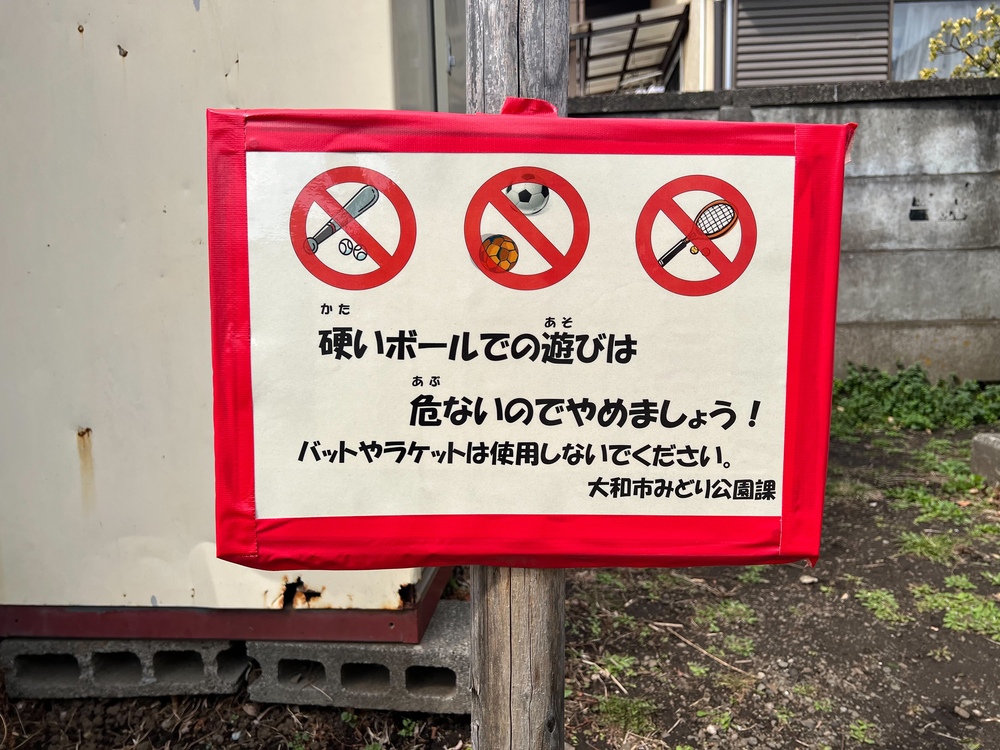 かた
硬いボールでの遊びは
あそ
あぶ
危ないのでやめましょう！
バットやラケットは使用しないでください。
大和市みどり公園課